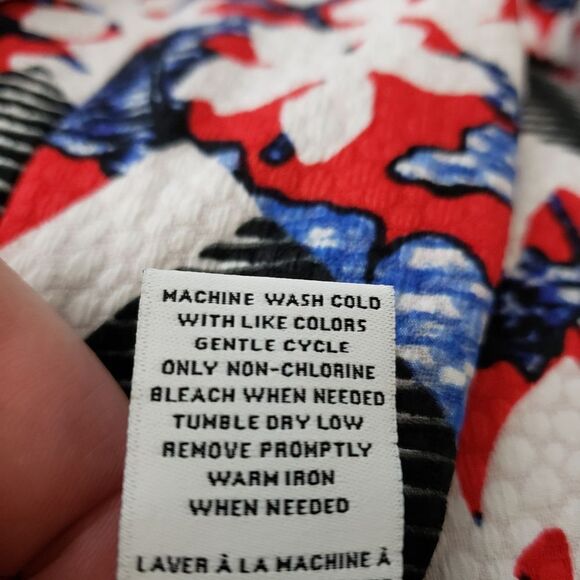 MACHINE WASH COLD
WITH LIKE COLORS
GENTLE CYCLE
ONLY NON-CHLORINE
BLEACH WHEN NEEDED
TUMBLE DRY LOW
REMOVE PROMPTLY
WARM IRON
WHEN NEEDED
LAVER À LA MACHINE À